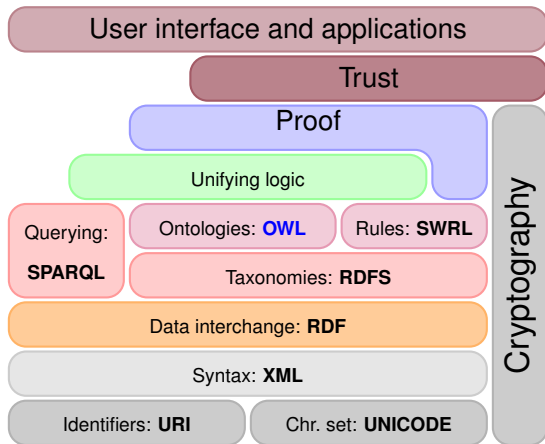 User interface and applications
Trust
Proof
Unifying logic
Querying:
SPARQL
Ontologies: OWL
Rules: SWRL
Taxonomies: RDFS
Data interchange: RDF
Syntax: XML
Identifiers: URI
Chr. set: UNICODE
Cryptography